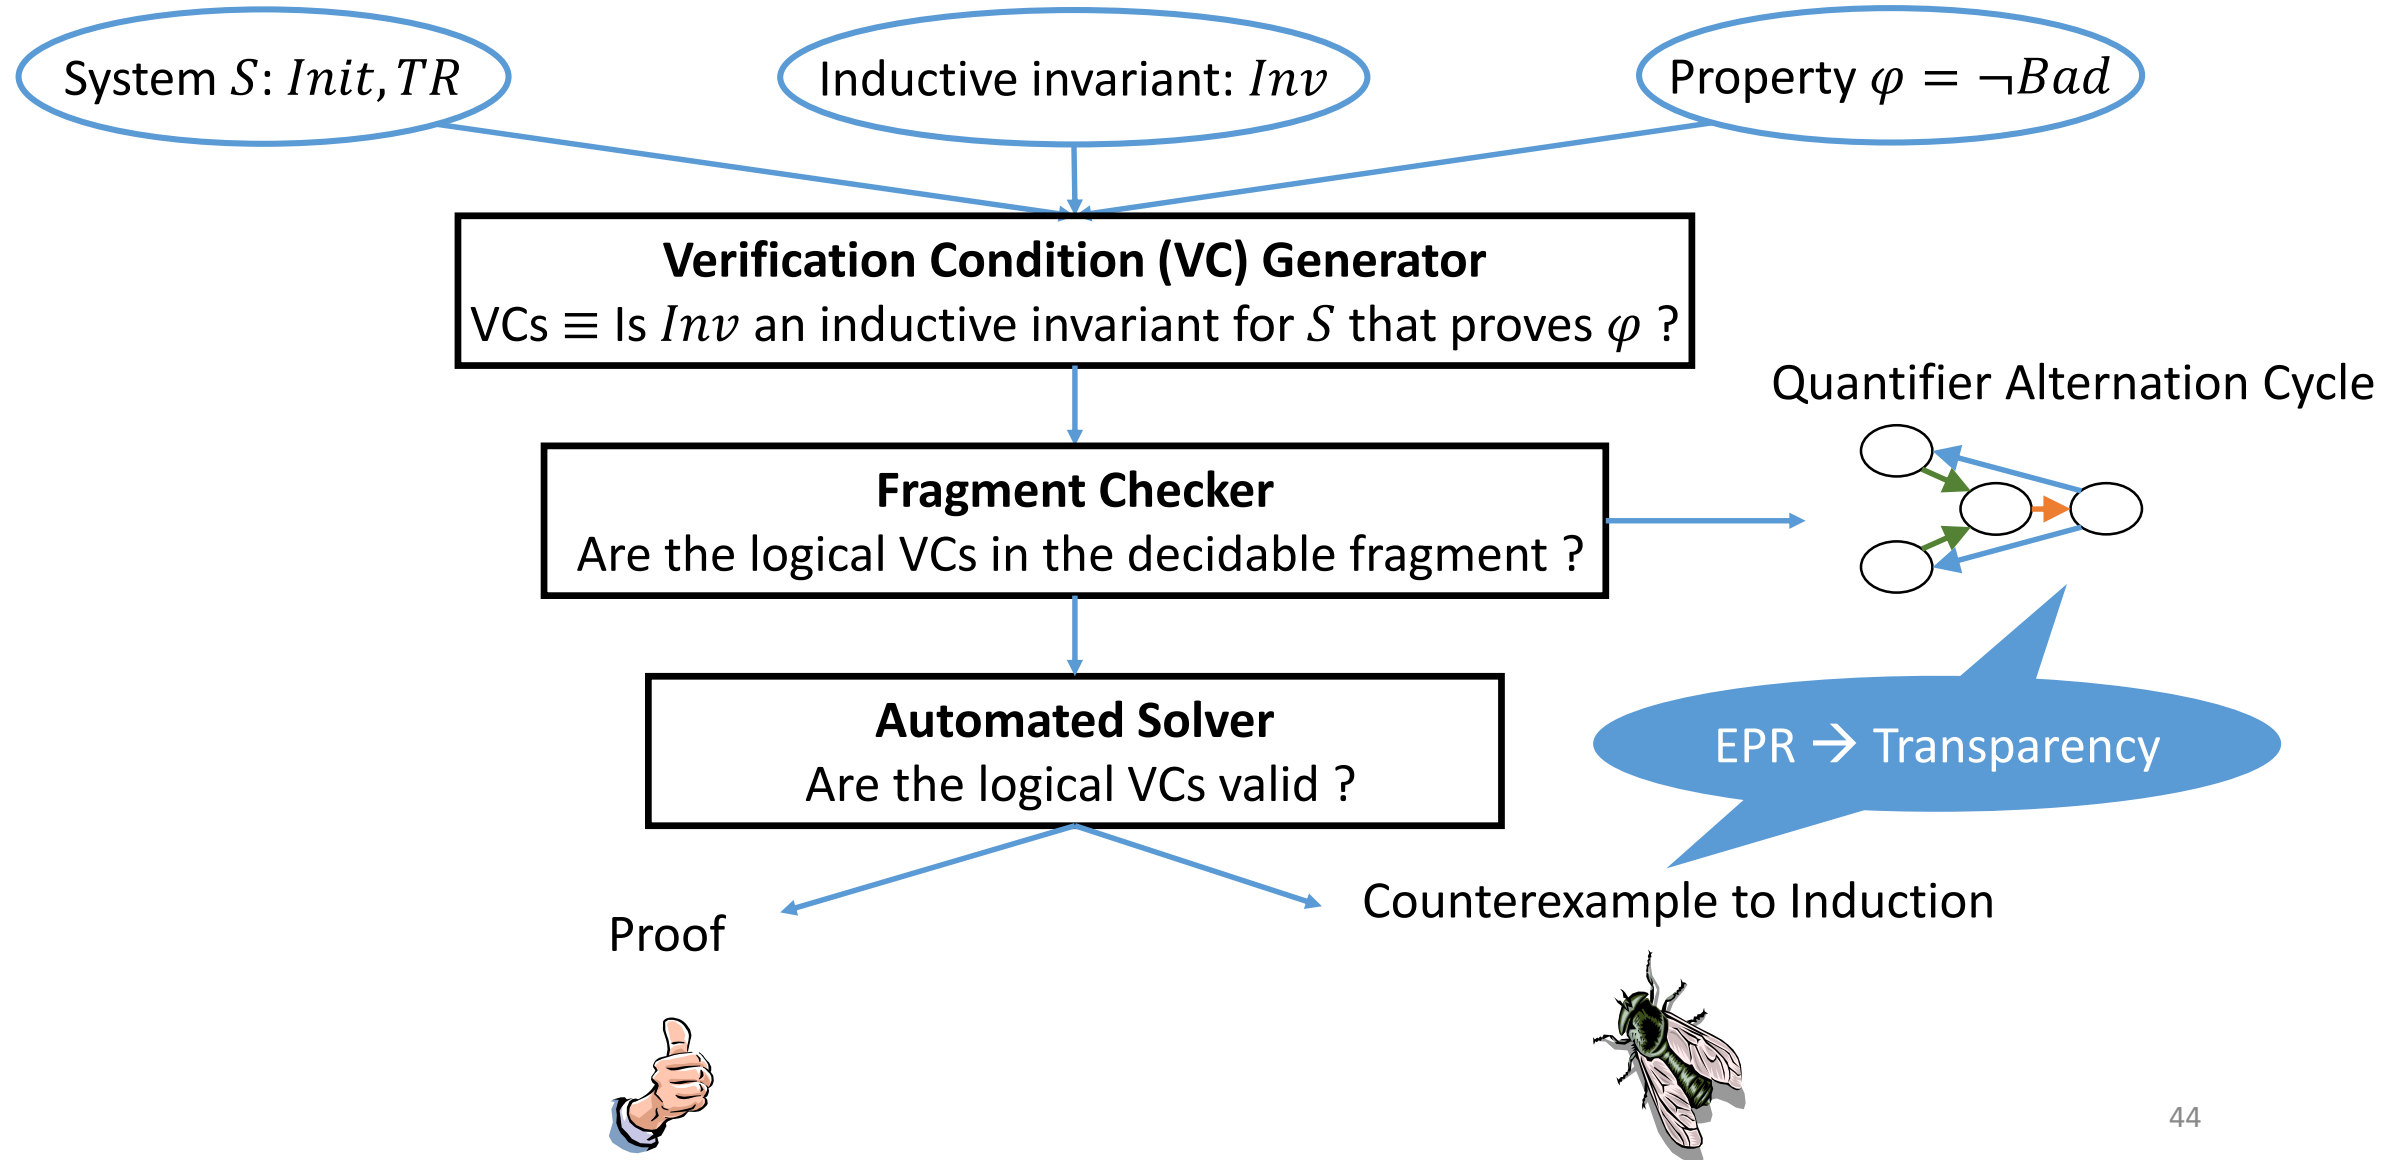 System S: Init, TR
Inductive invariant: Inv
Property φ = ¬Bad
Verification Condition (VC) Generator
VCs ≡ Is Inv an inductive invariant for S that proves φ ?
Quantifier Alternation Cycle
Fragment Checker
Are the logical VCs in the decidable fragment ?
Automated Solver
Are the logical VCs valid ?
EPR → Transparency
Proof
Counterexample to Induction
44